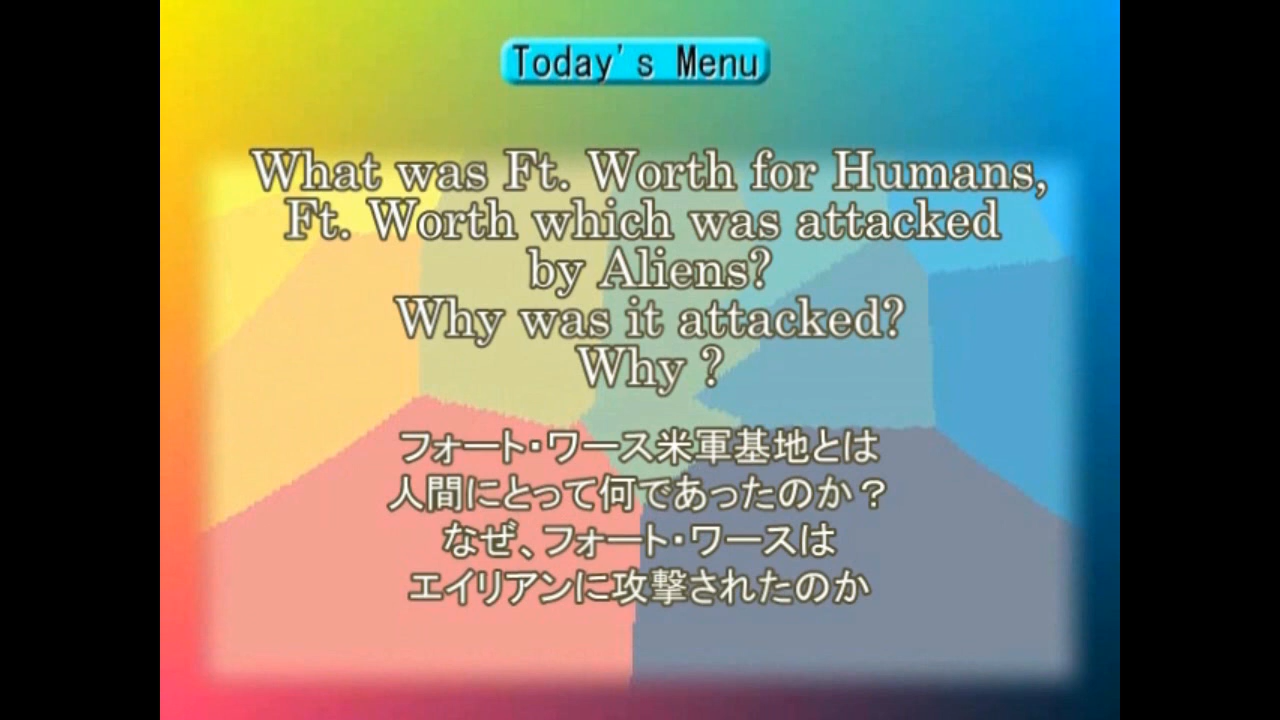 Today's Menu
What was Ft. Worth for Humans,
Ft. Worth which was attacked
by Aliens?
Why was it attacked?
Why ?
フォート・ワース米軍基地とは
人間にとって何であったのか？
なぜ、フォート・ワースは
エイリアンに攻撃されたのか